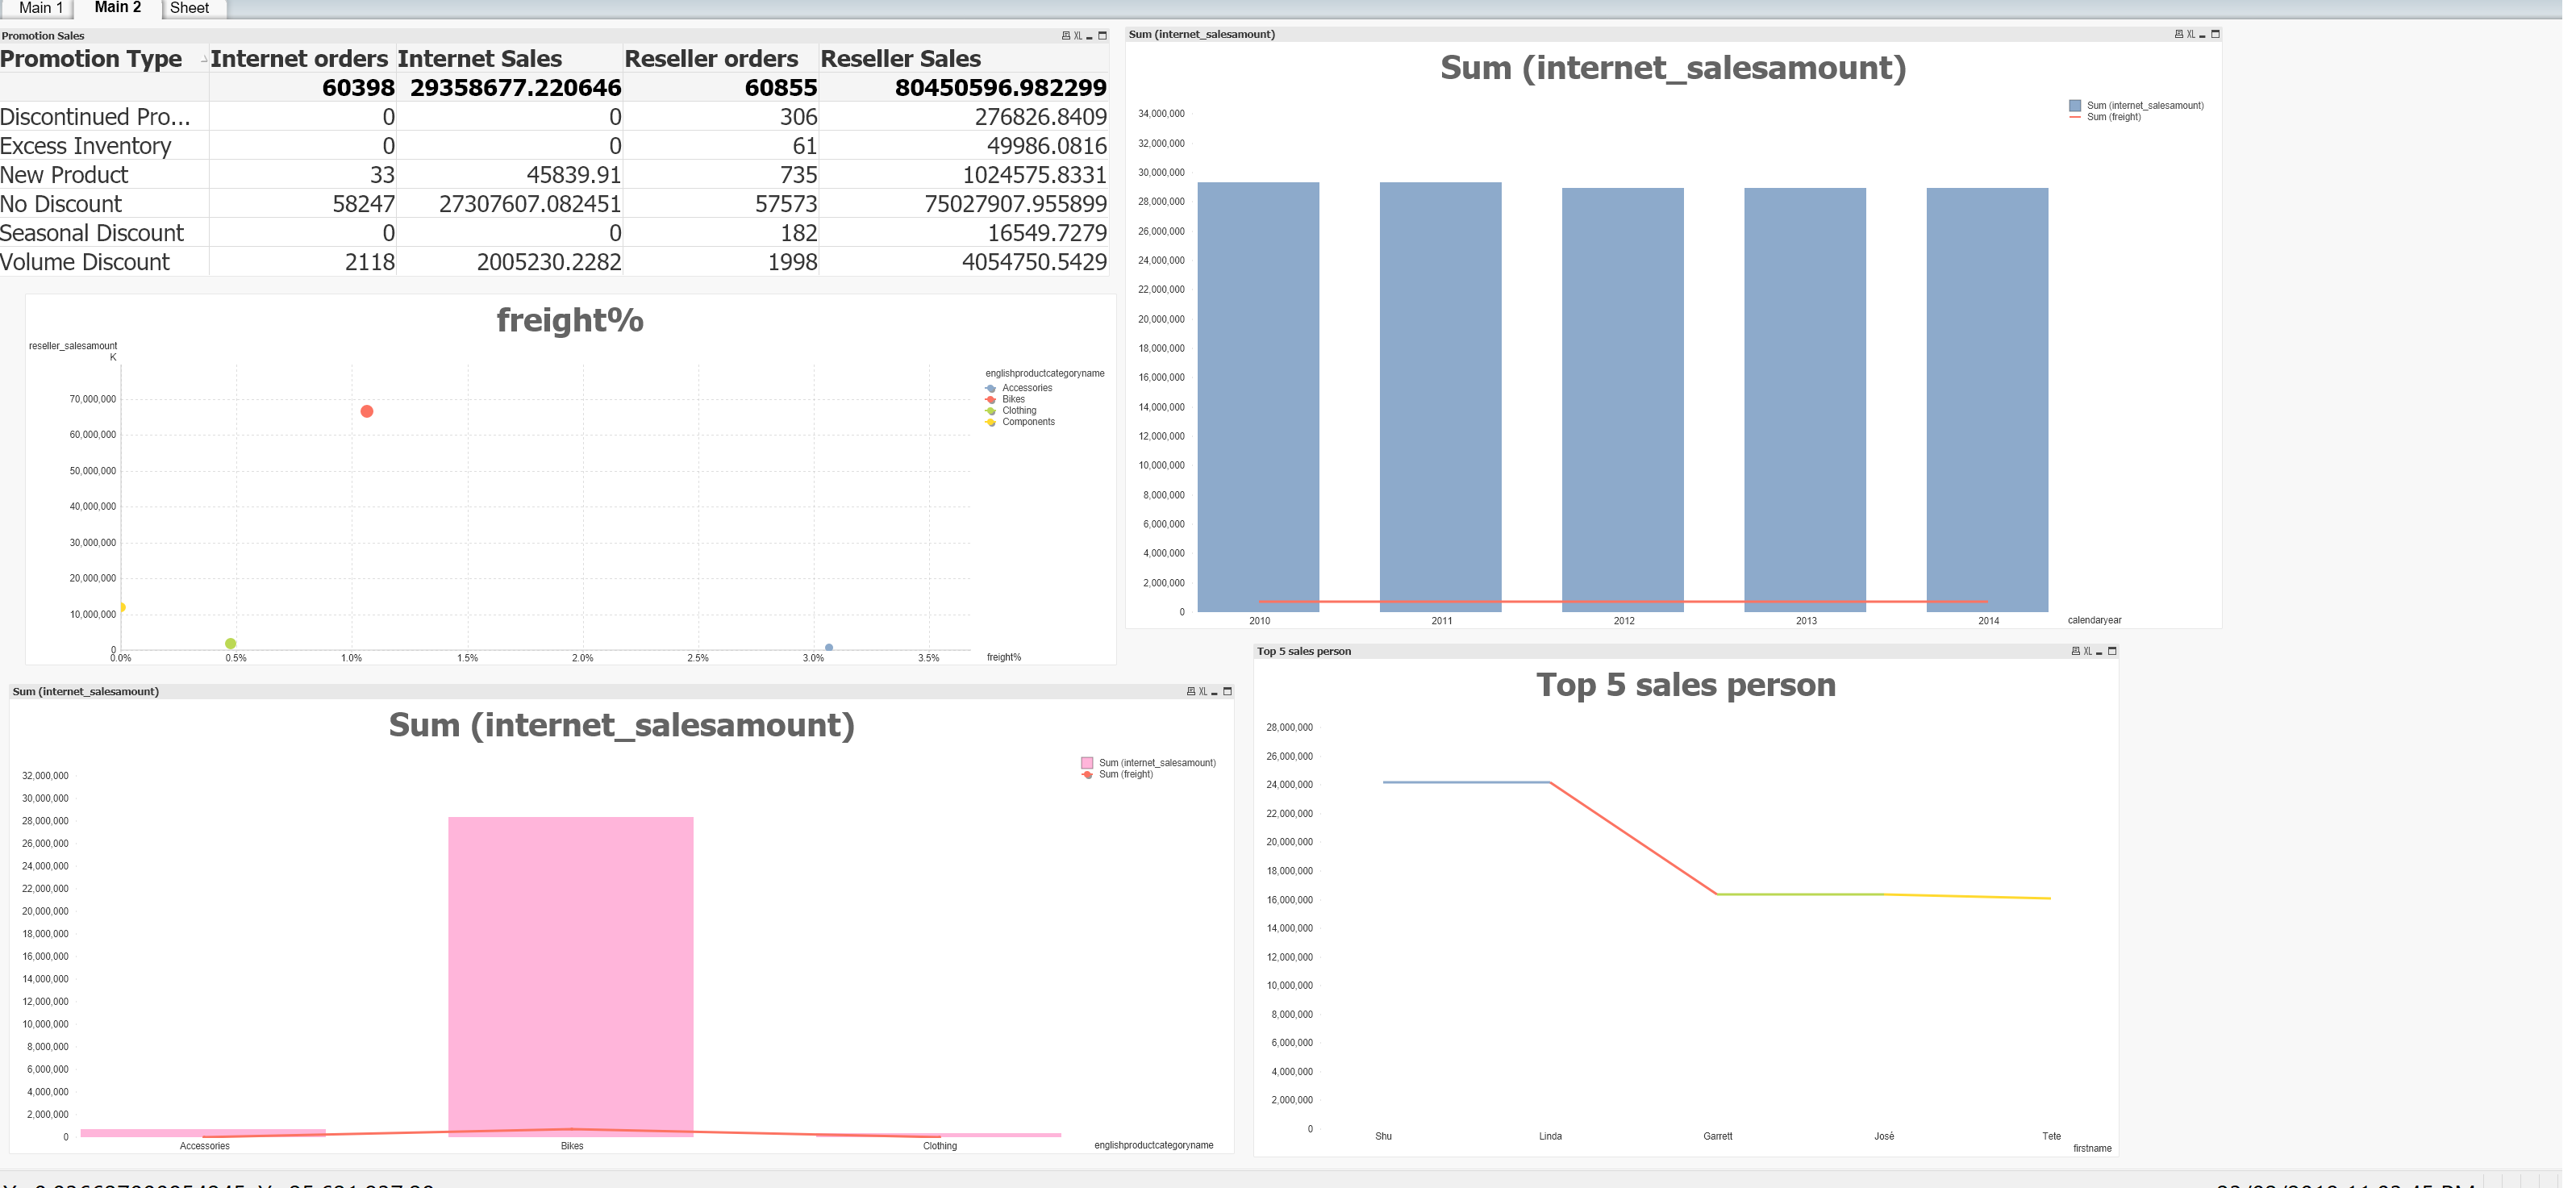 Main 1 Main 2 Sheet
Promotion Sales XL
Promotion Type Internet orders Internet Sales Reseller orders Reseller Sales
60398 29358677.220646 60855 80450596.982299
Discontinued Pro... 0 0 306 276826.8409
Excess Inventory 0 0 61 49986.0816
New Product 33 45839.91 735 1024575.8331
No Discount 58247 27307607.082451 57573 75027907.955899
Seasonal Discount 0 0 182 16549.7279
Volume Discount 2118 2005230.2282 1998 4054750.5429
Sum (internet_salesamount) XL
Sum (internet_salesamount)
Sum (internet_salesamount)
Sum (freight)
34,000,000
32,000,000
30,000,000
28,000,000
26,000,000
24,000,000
22,000,000
20,000,000
18,000,000
16,000,000
14,000,000
12,000,000
10,000,000
8,000,000
6,000,000
4,000,000
2,000,000
0
2010 2011 2012 2013 2014 calendaryear
freight%
reseller_salesamount
K
englishproductcategoryname
Accessories
Bikes
Clothing
Components
70,000,000
60,000,000
50,000,000
40,000,000
30,000,000
20,000,000
10,000,000
0
0.0% 0.5% 1.0% 1.5% 2.0% 2.5% 3.0% 3.5% freight%
Sum (internet_salesamount) XL
Sum (internet_salesamount)
Sum (internet_salesamount)
Sum (freight)
32,000,000
30,000,000
28,000,000
26,000,000
24,000,000
22,000,000
20,000,000
18,000,000
16,000,000
14,000,000
12,000,000
10,000,000
8,000,000
6,000,000
4,000,000
2,000,000
0
Accessories Bikes Clothing englishproductcategoryname
Top 5 sales person XL
Top 5 sales person
28,000,000
26,000,000
24,000,000
22,000,000
20,000,000
18,000,000
16,000,000
14,000,000
12,000,000
10,000,000
8,000,000
6,000,000
4,000,000
2,000,000
0
Shu Linda Garrett José Tete
firstname